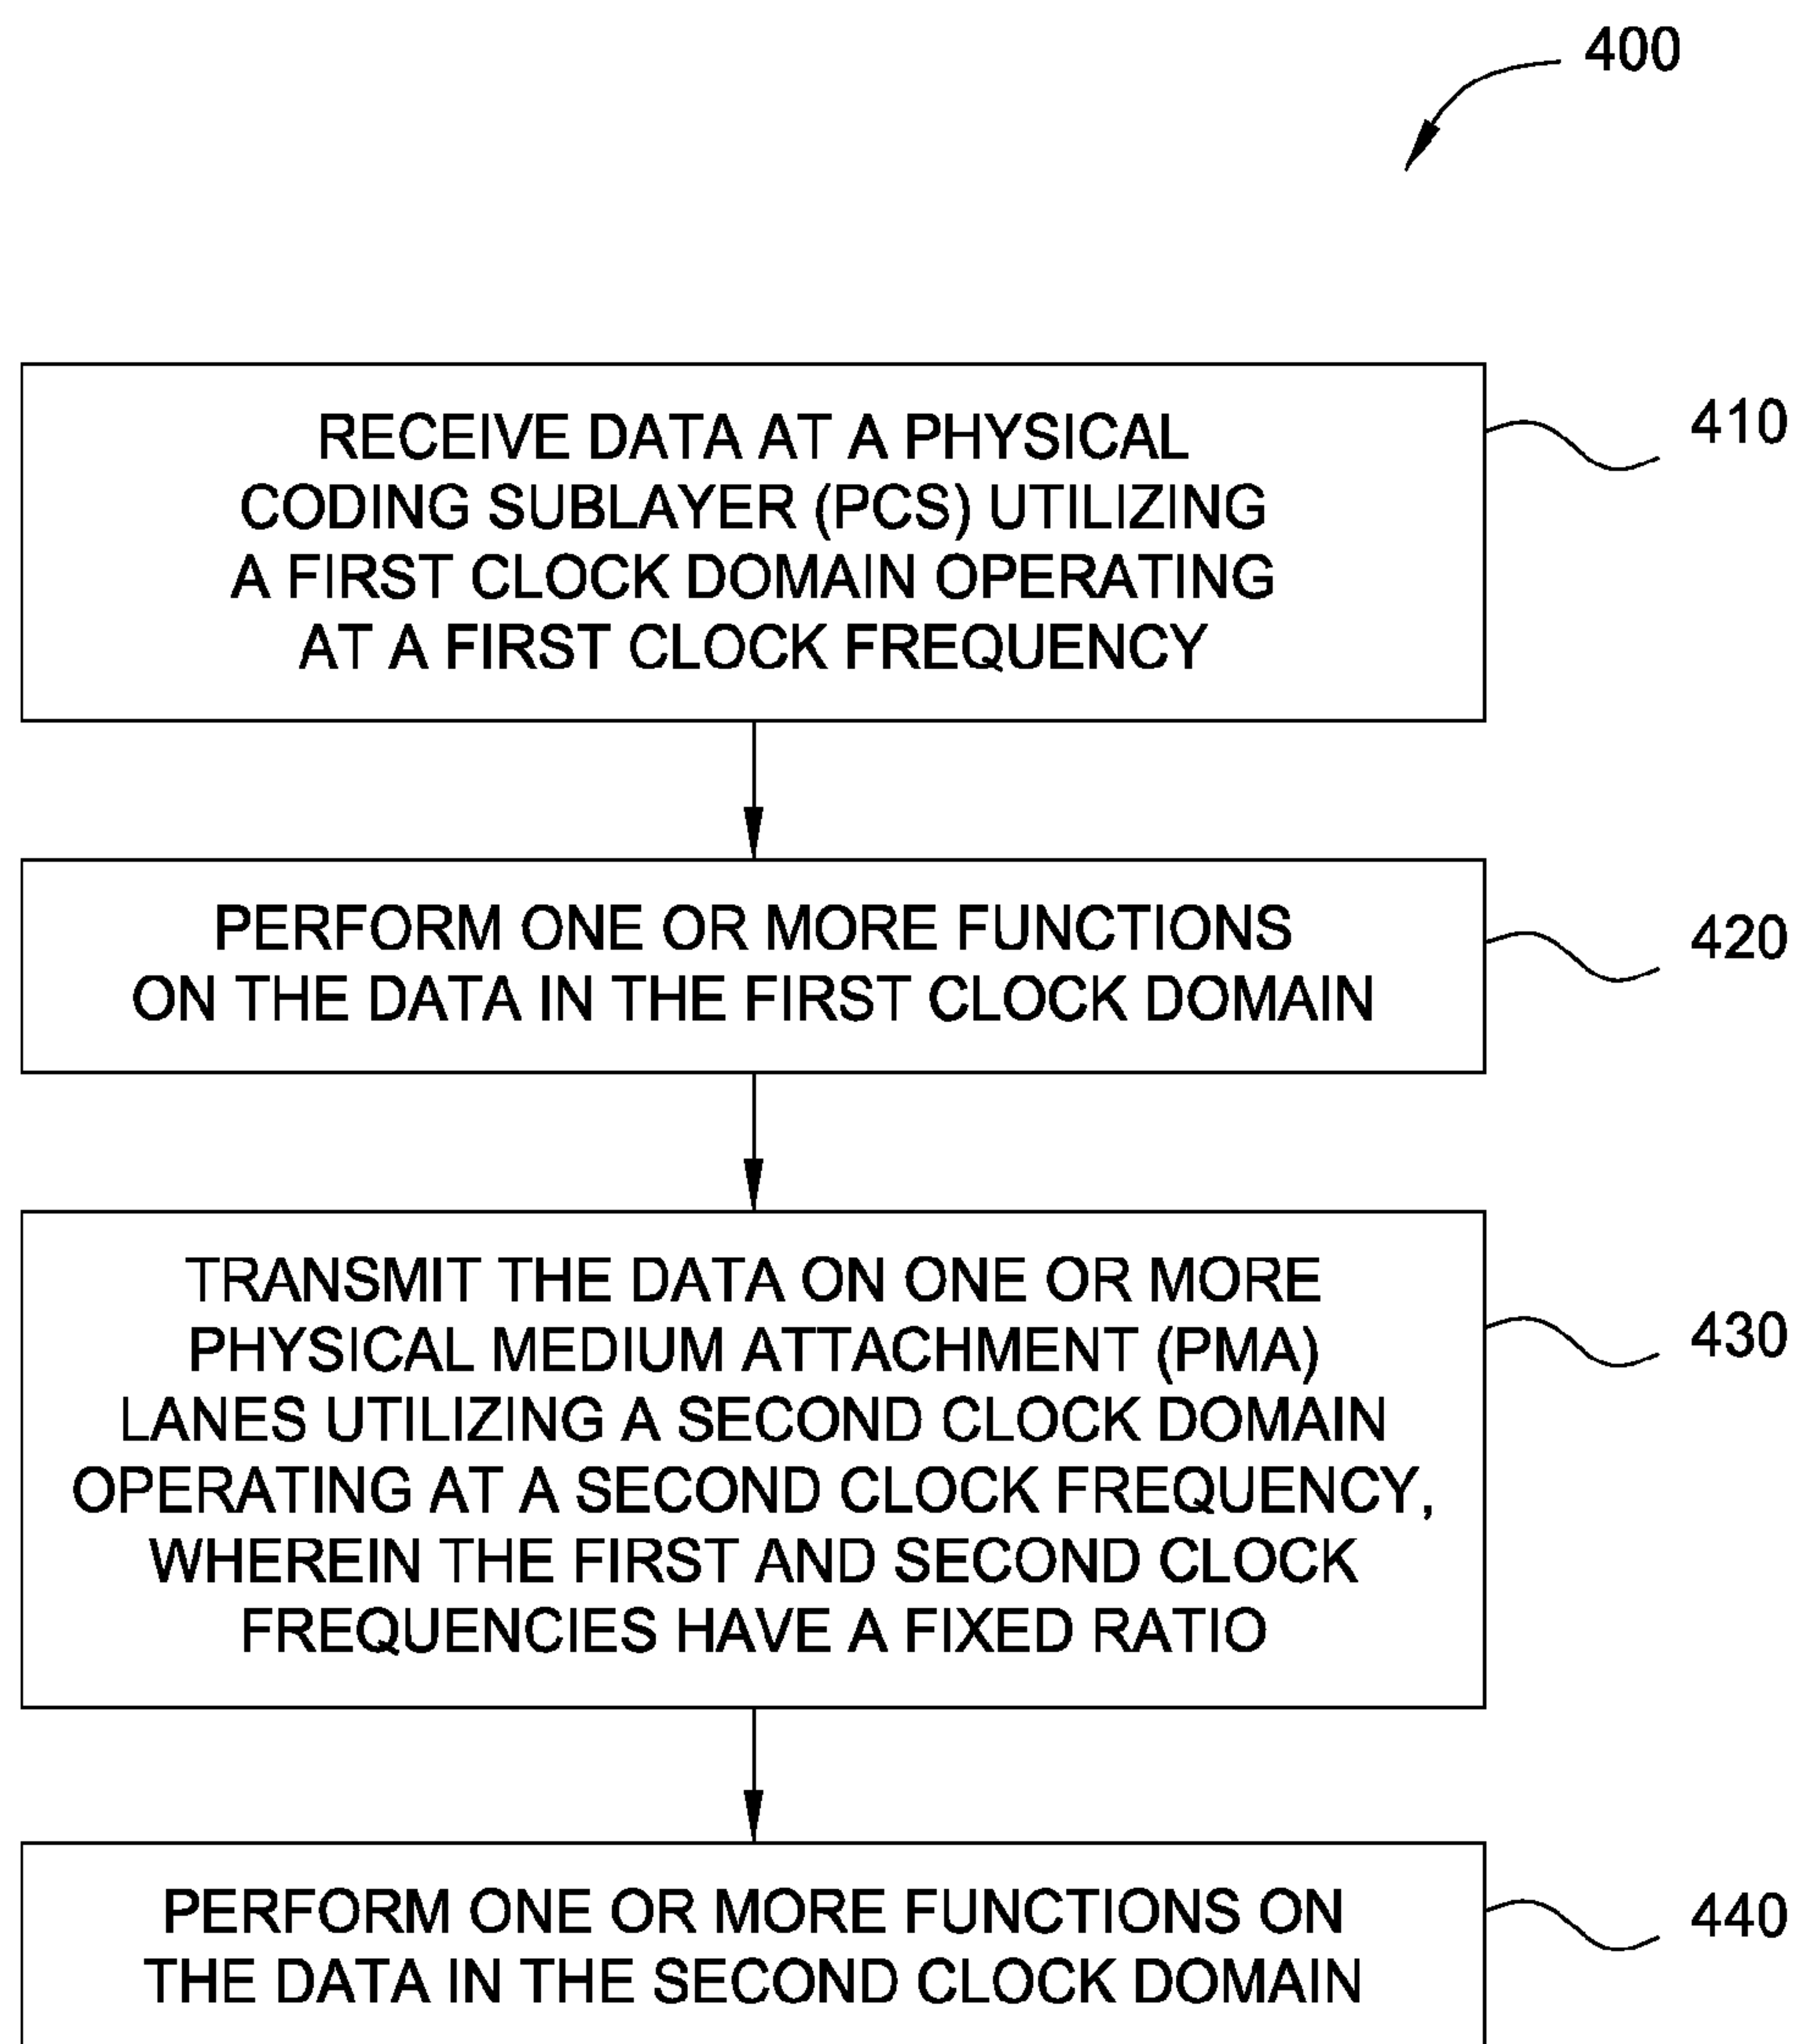 400
RECEIVE DATA AT A PHYSICAL
CODING SUBLAYER (PCS) UTILIZING
A FIRST CLOCK DOMAIN OPERATING
AT A FIRST CLOCK FREQUENCY
410
PERFORM ONE OR MORE FUNCTIONS
ON THE DATA IN THE FIRST CLOCK DOMAIN
420
TRANSMIT THE DATA ON ONE OR MORE
PHYSICAL MEDIUM ATTACHMENT (PMA)
LANES UTILIZING A SECOND CLOCK DOMAIN
OPERATING AT A SECOND CLOCK FREQUENCY,
WHEREIN THE FIRST AND SECOND CLOCK
FREQUENCIES HAVE A FIXED RATIO
430
PERFORM ONE OR MORE FUNCTIONS ON
THE DATA IN THE SECOND CLOCK DOMAIN
440